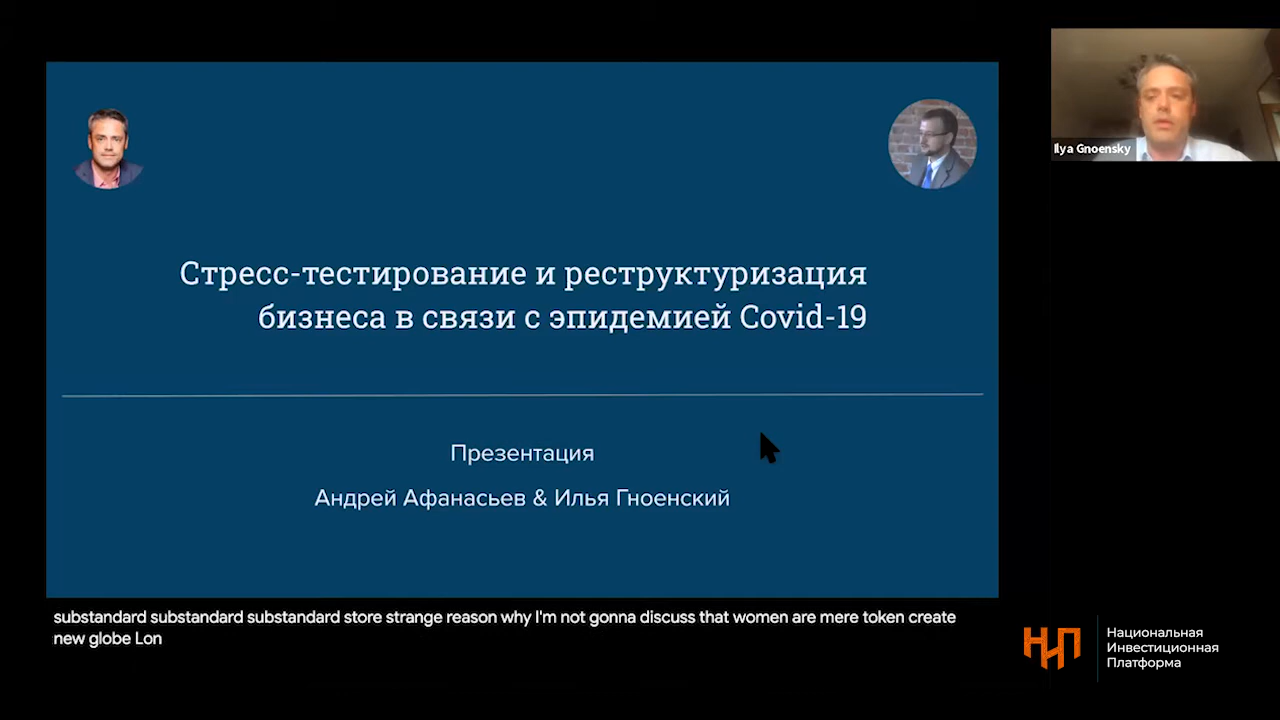 Ilya Gnoensky
Стресс-тестирование и реструктуризация
бизнеса в связи с эпидемией Covid-19
Презентация
Андрей Афанасьев & Илья Гноенский
substandard substandard substandard store strange reason why I'm not gonna discuss that women are mere token create
new globe Lon
НИП
Национальная
Инвестиционная
Платформа